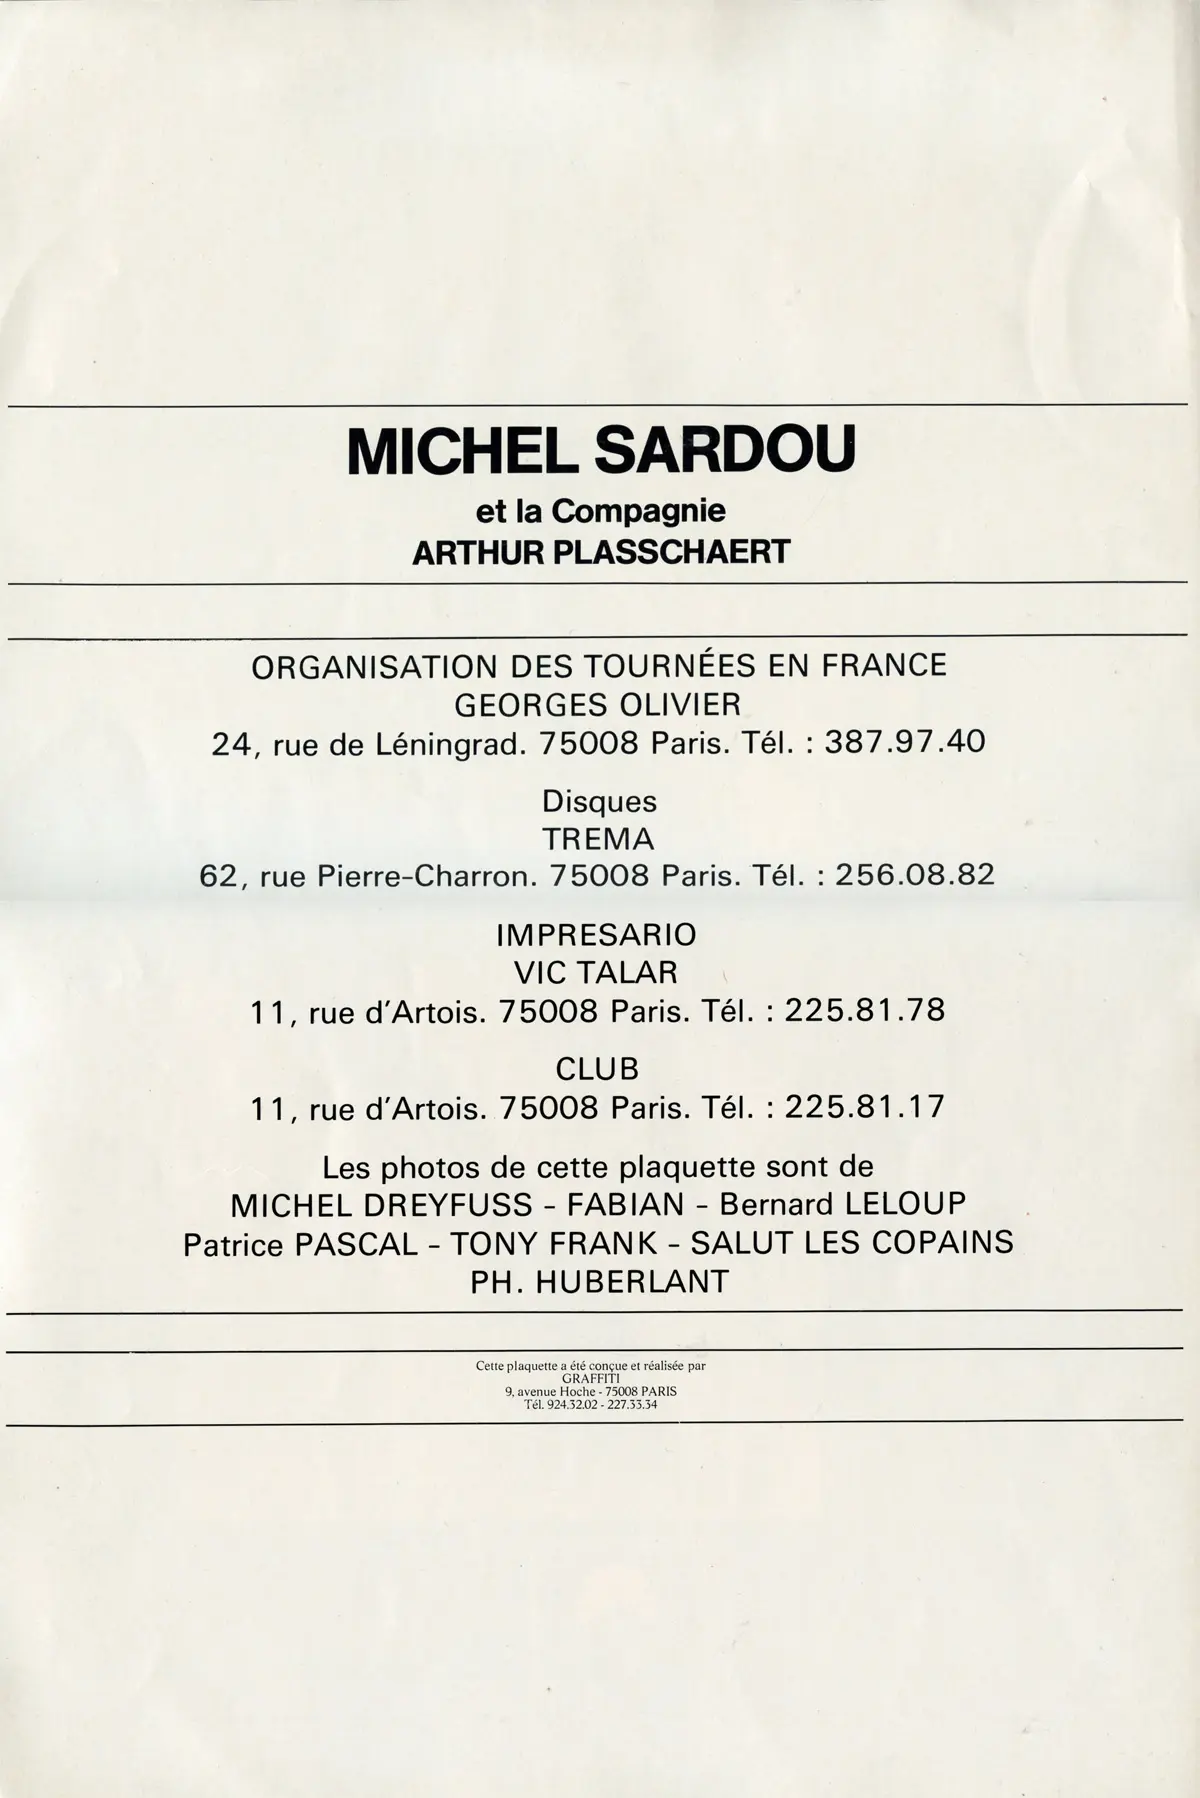 MICHEL SARDOU
et la Compagnie
ARTHUR PLASSCHAERT
ORGANISATION DES TOURNÉES EN FRANCE
GEORGES OLIVIER
24, rue de Léningrad. 75008 Paris. Tél. : 387.97.40
Disques
TREMA
62, rue Pierre-Charron. 75008 Paris. Tél. : 256.08.82
IMPRESARIO
VIC TALAR
11, rue d'Artois. 75008 Paris. Tél. : 225.81.78
CLUB
11, rue d'Artois. 75008 Paris. Tél. : 225.81.17
Les photos de cette plaquette sont de
MICHEL DREYFUSS - FABIAN - Bernard LELOUP
Patrice PASCAL - TONY FRANK - SALUT LES COPAINS
PH. HUBERLANT
Cette plaquette a été conçue et réalisée par
GRAFFITI
9, avenue Hoche - 75008 PARIS
Tél. 924.32.02 - 227.33.34